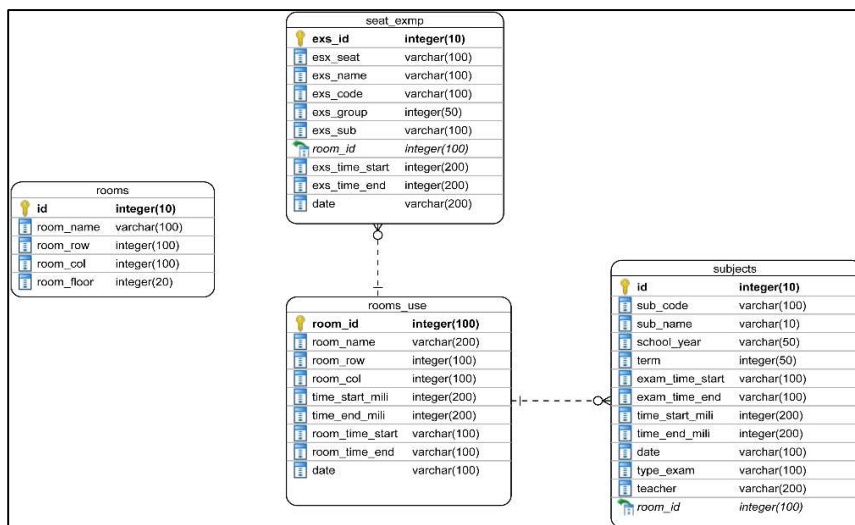 seat_exmp
exs_id integer(10)
esx_seat varchar(100)
exs_name varchar(100)
exs_code varchar(100)
exs_group integer(50)
exs_sub varchar(100)
room_id integer(100)
exs_time_start integer(200)
exs_time_end integer(200)
date varchar(200)
rooms
id integer(10)
room_name varchar(100)
room_row integer(100)
room_col integer(100)
room_floor integer(20)
rooms_use
room_id integer(100)
room_name varchar(200)
room_row integer(100)
room_col integer(100)
time_start_mili integer(200)
time_end_mili integer(200)
room_time_start varchar(100)
room_time_end varchar(100)
date varchar(100)
subjects
id integer(10)
sub_code varchar(100)
sub_name varchar(10)
school_year varchar(50)
term integer(50)
exam_time_start varchar(100)
exam_time_end varchar(100)
time_start_mili integer(200)
time_end_mili integer(200)
date varchar(100)
type_exam varchar(100)
teacher varchar(200)
room_id integer(100)